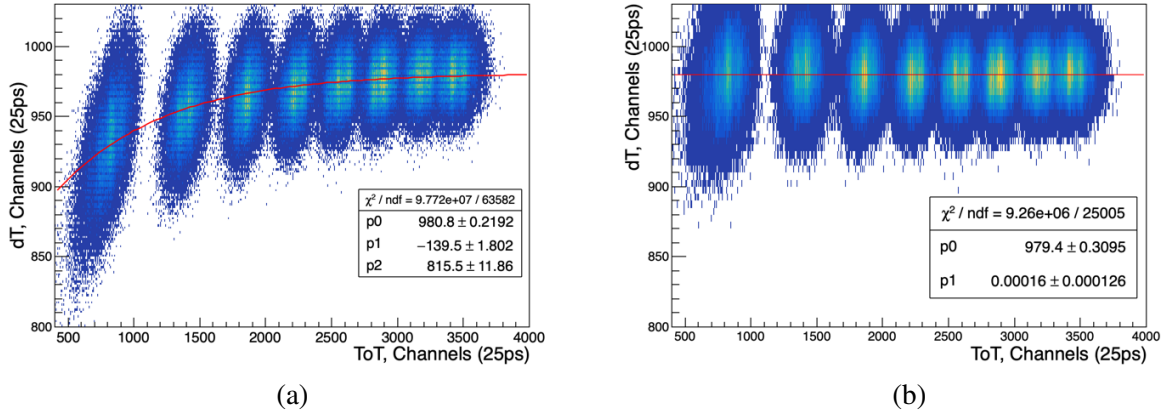 dT, Channels (25ps)
1000
950
900
850
800
χ² / ndf = 9.772e+07 / 63582
p0 980.8 ± 0.2192
p1 −139.5 ± 1.802
p2 815.5 ± 11.86
500 1000 1500 2000 2500 3000 3500 4000
ToT, Channels (25ps)
(a)
dT, Channels (25ps)
1000
950
900
850
800
χ² / ndf = 9.26e+06 / 25005
p0 979.4 ± 0.3095
p1 0.00016 ± 0.000126
500 1000 1500 2000 2500 3000 3500 4000
ToT, Channels (25ps)
(b)